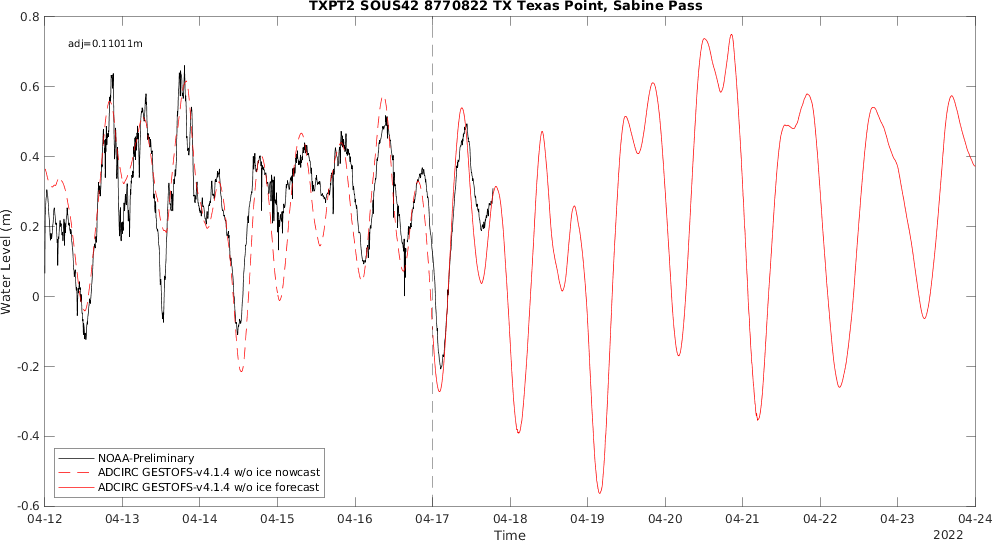 TXPT2 SOUS42 8770822 TX Texas Point, Sabine Pass
adj=0.11011m
Water Level (m)
0.8
0.6
0.4
0.2
0
-0.2
-0.4
-0.6
NOAA-Preliminary
ADCIRC GESTOFS-v4.1.4 w/o ice nowcast
ADCIRC GESTOFS-v4.1.4 w/o ice forecast
04-12 04-13 04-14 04-15 04-16 04-17 04-18 04-19 04-20 04-21 04-22 04-23 04-24
Time
2022